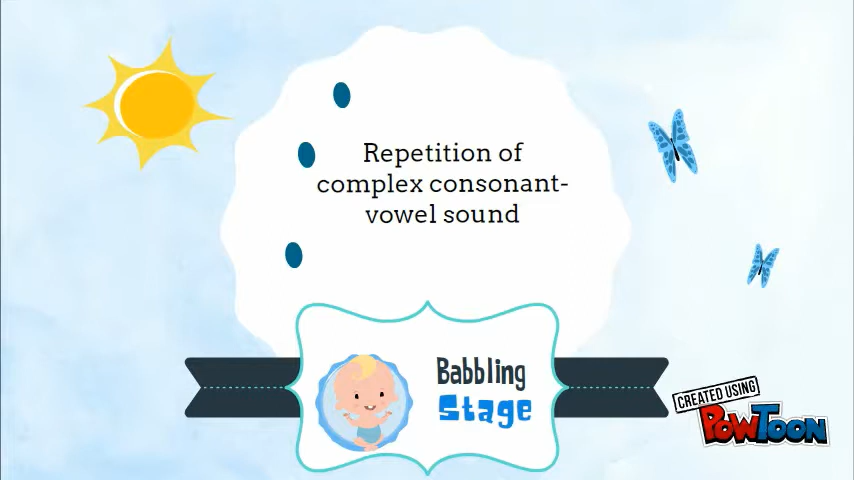 Repetition of
complex consonant-
vowel sound
Babbling
Stage
CREATED USING
POWTOON